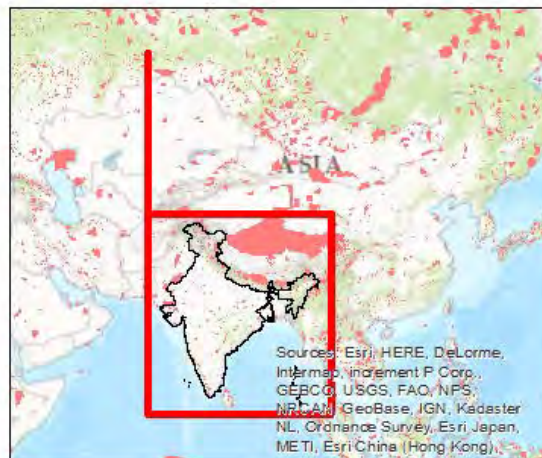 ASIA
Sources: Esri, HERE, DeLorme,
Intermap, increment P Corp.,
GEBCO, USGS, FAO, NPS,
NRCAN, GeoBase, IGN, Kadaster
NL, Ordnance Survey, Esri Japan,
METI, Esri China (Hong Kong),